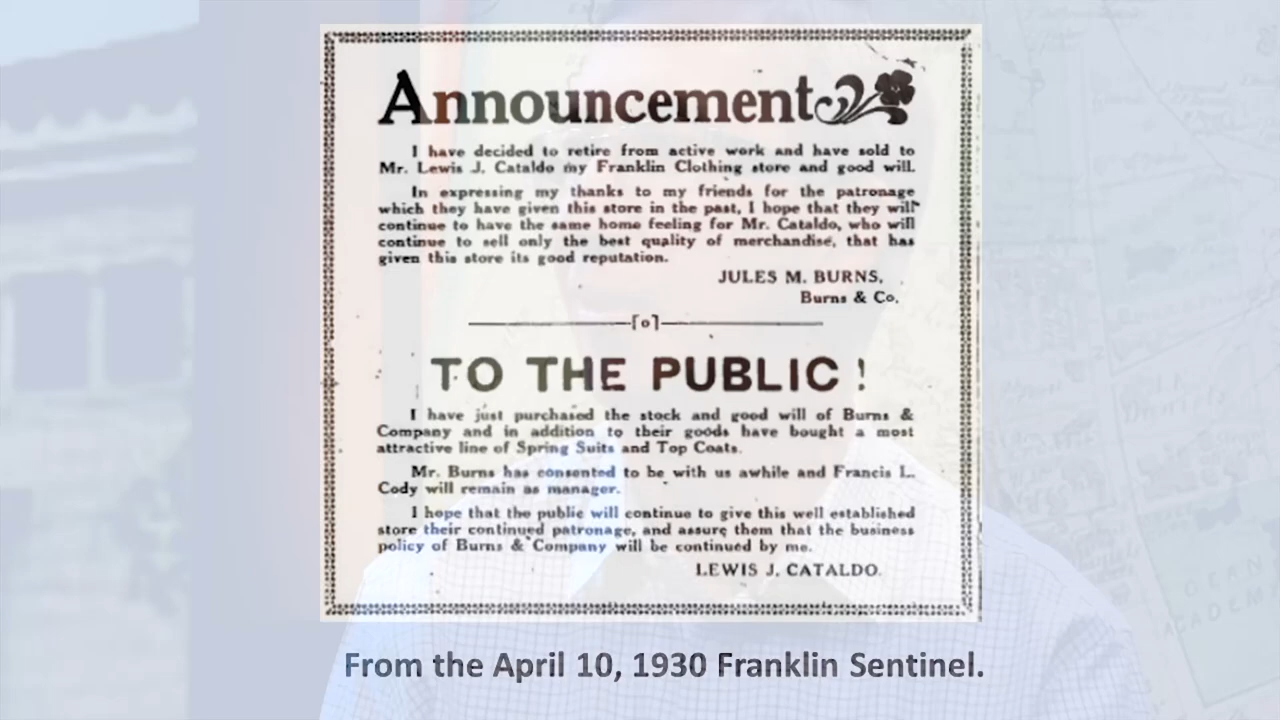 Announcement
I have decided to retire from active work and have sold to
Mr. Lewis J. Cataldo my Franklin Clothing store and good will.
In expressing my thanks to my friends for the patronage
which they have given this store in the past, I hope that they will
continue to have the same home feeling for Mr. Cataldo, who will
continue to sell only the best quality of merchandise, that has
given this store its good reputation.
JULES M. BURNS,
Burns & Co.
[o]
TO THE PUBLIC!
I have just purchased the stock and good will of Burns &
Company and in addition to their goods have bought a most
attractive line of Spring Suits and Top Coats.
Mr. Burns has consented to be with us awhile and Francis L.
Cody will remain as manager.
I hope that the public will continue to give this well established
store their continued patronage, and assure them that the business
policy of Burns & Company will be continued by me.
LEWIS J. CATALDO.
From the April 10, 1930 Franklin Sentinel.
Daniels
OCEAN
ACADEM